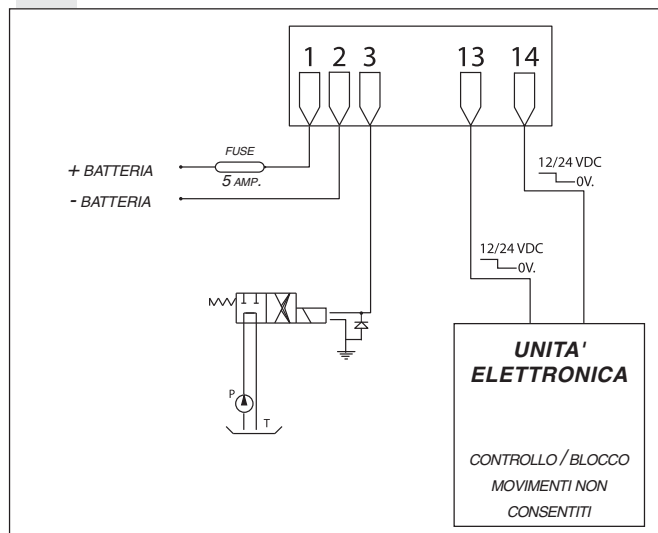 1 2 3 13 14
FUSE
+ BATTERIA
5 AMP.
- BATTERIA
12/24 VDC
0V.
12/24 VDC
0V.
P
T
UNITA'
ELETTRONICA
CONTROLLO / BLOCCO
MOVIMENTI NON
CONSENTITI